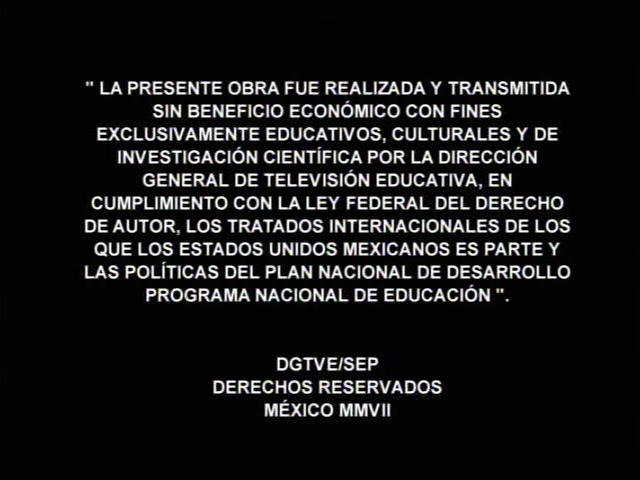 " LA PRESENTE OBRA FUE REALIZADA Y TRANSMITIDA
SIN BENEFICIO ECONÓMICO CON FINES
EXCLUSIVAMENTE EDUCATIVOS, CULTURALES Y DE
INVESTIGACIÓN CIENTÍFICA POR LA DIRECCIÓN
GENERAL DE TELEVISIÓN EDUCATIVA, EN
CUMPLIMIENTO CON LA LEY FEDERAL DEL DERECHO
DE AUTOR, LOS TRATADOS INTERNACIONALES DE LOS
QUE LOS ESTADOS UNIDOS MEXICANOS ES PARTE Y
LAS POLÍTICAS DEL PLAN NACIONAL DE DESARROLLO
PROGRAMA NACIONAL DE EDUCACIÓN ".
DGTVE/SEP
DERECHOS RESERVADOS
MÉXICO MMVII